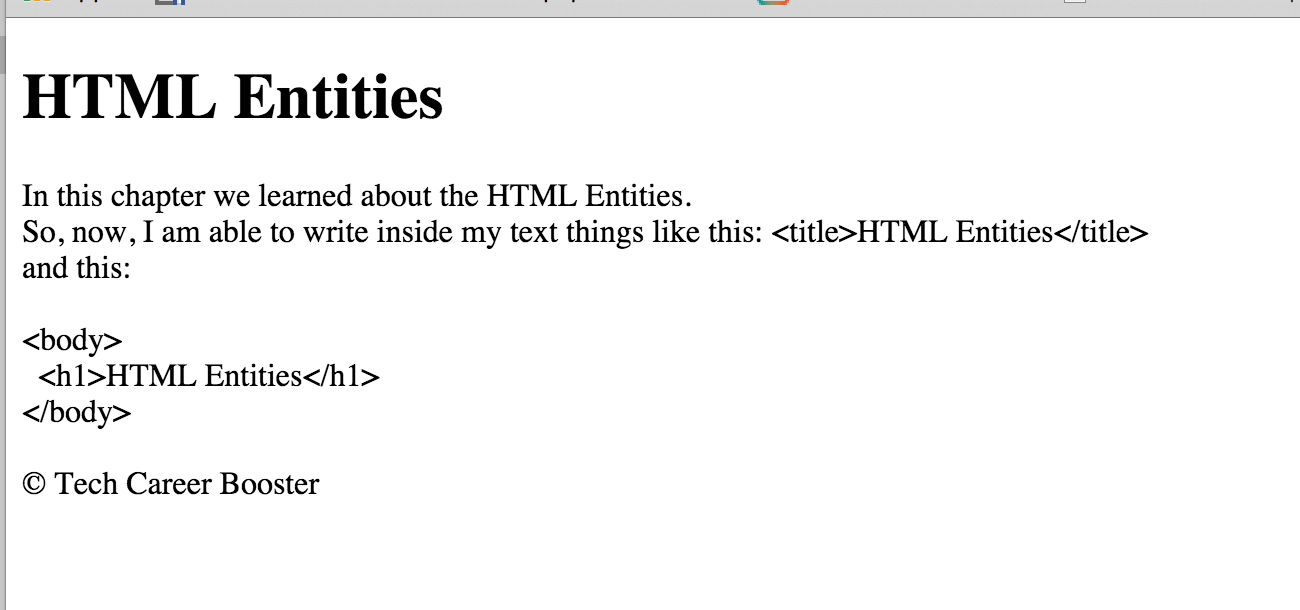 HTML Entities
In this chapter we learned about the HTML Entities.
So, now, I am able to write inside my text things like this: <title>HTML Entities</title>
and this:
<body>
  <h1>HTML Entities</h1>
</body>
© Tech Career Booster